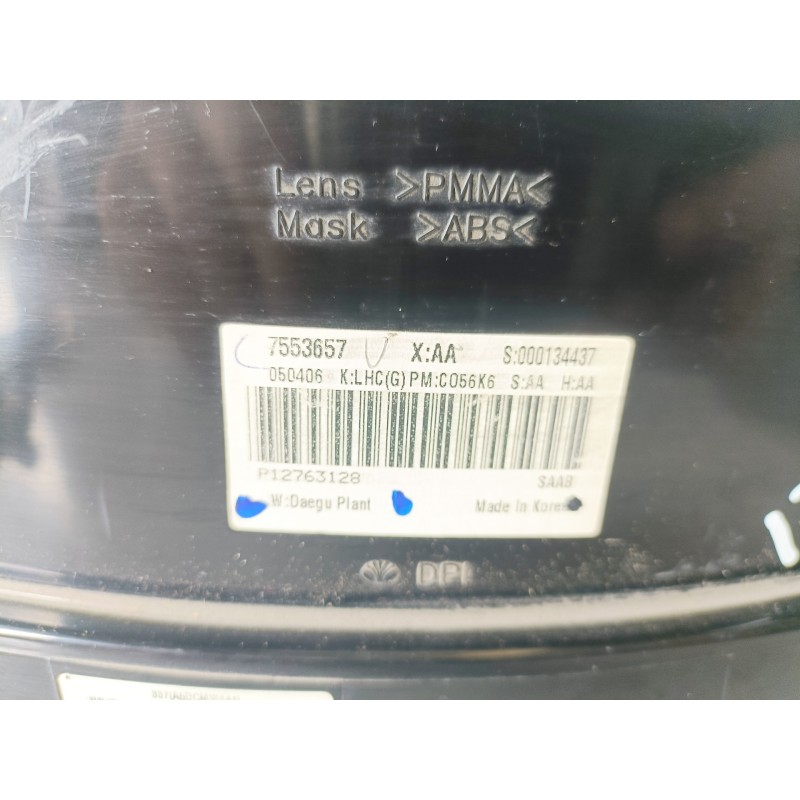 Lens >PMMA<
Mask >ABS<
7553657 X:AA S:000134437
050406 K:LHC(G) PM:C056K6 S:AA H:AA
P12763128 SAAB
W:Daegu Plant Made In Korea
DPI